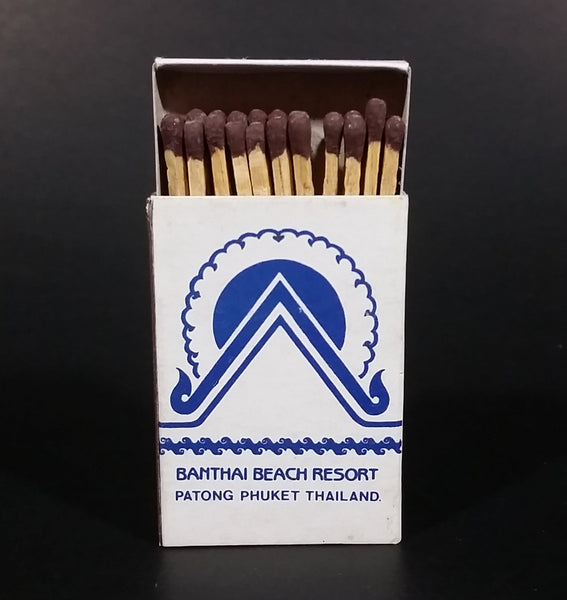 BANTHAI BEACH RESORT
PATONG PHUKET THAILAND.